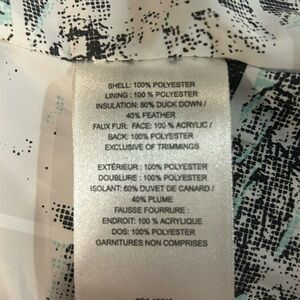 SHELL: 100% POLYESTER
LINING : 100 % POLYESTER
INSULATION: 60% DUCK DOWN /
40% FEATHER
FAUX FUR: FACE: 100 % ACRYLIC /
BACK: 100% POLYESTER
EXCLUSIVE OF TRIMMINGS
EXTÉRIEUR : 100% POLYESTER
DOUBLURE : 100% POLYESTER
ISOLANT: 60% DUVET DE CANARD /
40% PLUME
FAUSSE FOURRURE :
ENDROIT: 100 % ACRYLIQUE
DOS: 100% POLYESTER
GARNITURES NON COMPRISES